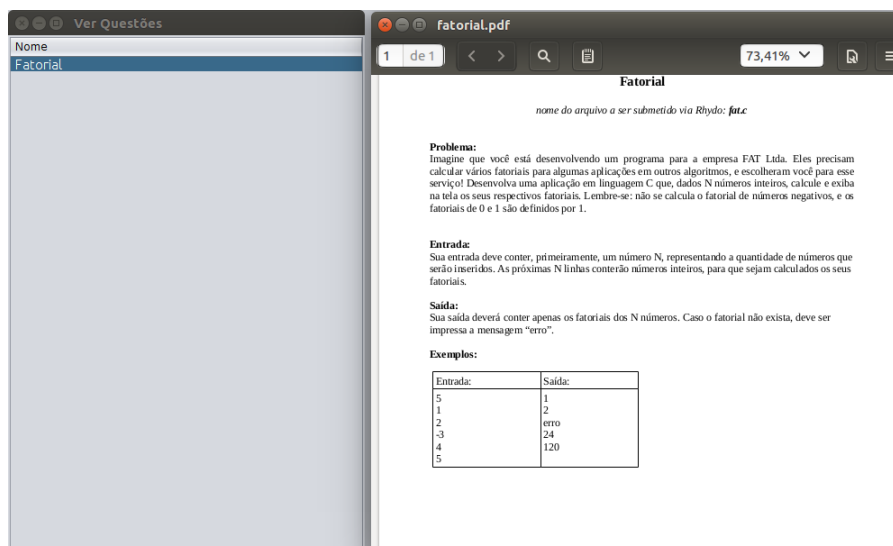 Ver Questões
Nome
Fatorial
fatorial.pdf
1 de 1
73,41%
Fatorial
nome do arquivo a ser submetido via Rhydo: fat.c
Problema:
Imagine que você está desenvolvendo um programa para a empresa FAT Ltda. Eles precisam
calcular vários fatoriais para algumas aplicações em outros algoritmos, e escolheram você para esse
serviço! Desenvolva uma aplicação em linguagem C que, dados N números inteiros, calcule e exiba
na tela os seus respectivos fatoriais. Lembre-se: não se calcula o fatorial de números negativos, e os
fatoriais de 0 e 1 são definidos por 1.
Entrada:
Sua entrada deve conter, primeiramente, um número N, representando a quantidade de números que
serão inseridos. As próximas N linhas conterão números inteiros, para que sejam calculados os seus
fatoriais.
Saída:
Sua saída deverá conter apenas os fatoriais dos N números. Caso o fatorial não exista, deve ser
impressa a mensagem “erro”.
Exemplos:
Entrada: Saída:
5 1
1 2
2 erro
-3 24
4 120
5